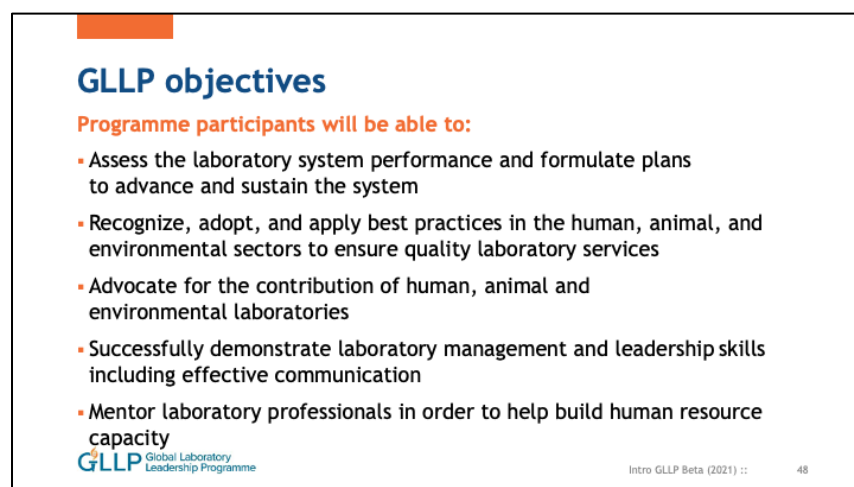 GLLP objectives
Programme participants will be able to:
▪ Assess the laboratory system performance and formulate plans
to advance and sustain the system
▪ Recognize, adopt, and apply best practices in the human, animal, and
environmental sectors to ensure quality laboratory services
▪ Advocate for the contribution of human, animal and
environmental laboratories
▪ Successfully demonstrate laboratory management and leadership skills
including effective communication
▪ Mentor laboratory professionals in order to help build human resource
capacity
GLLP Global Laboratory
Leadership Programme
Intro GLLP Beta (2021) :: 48